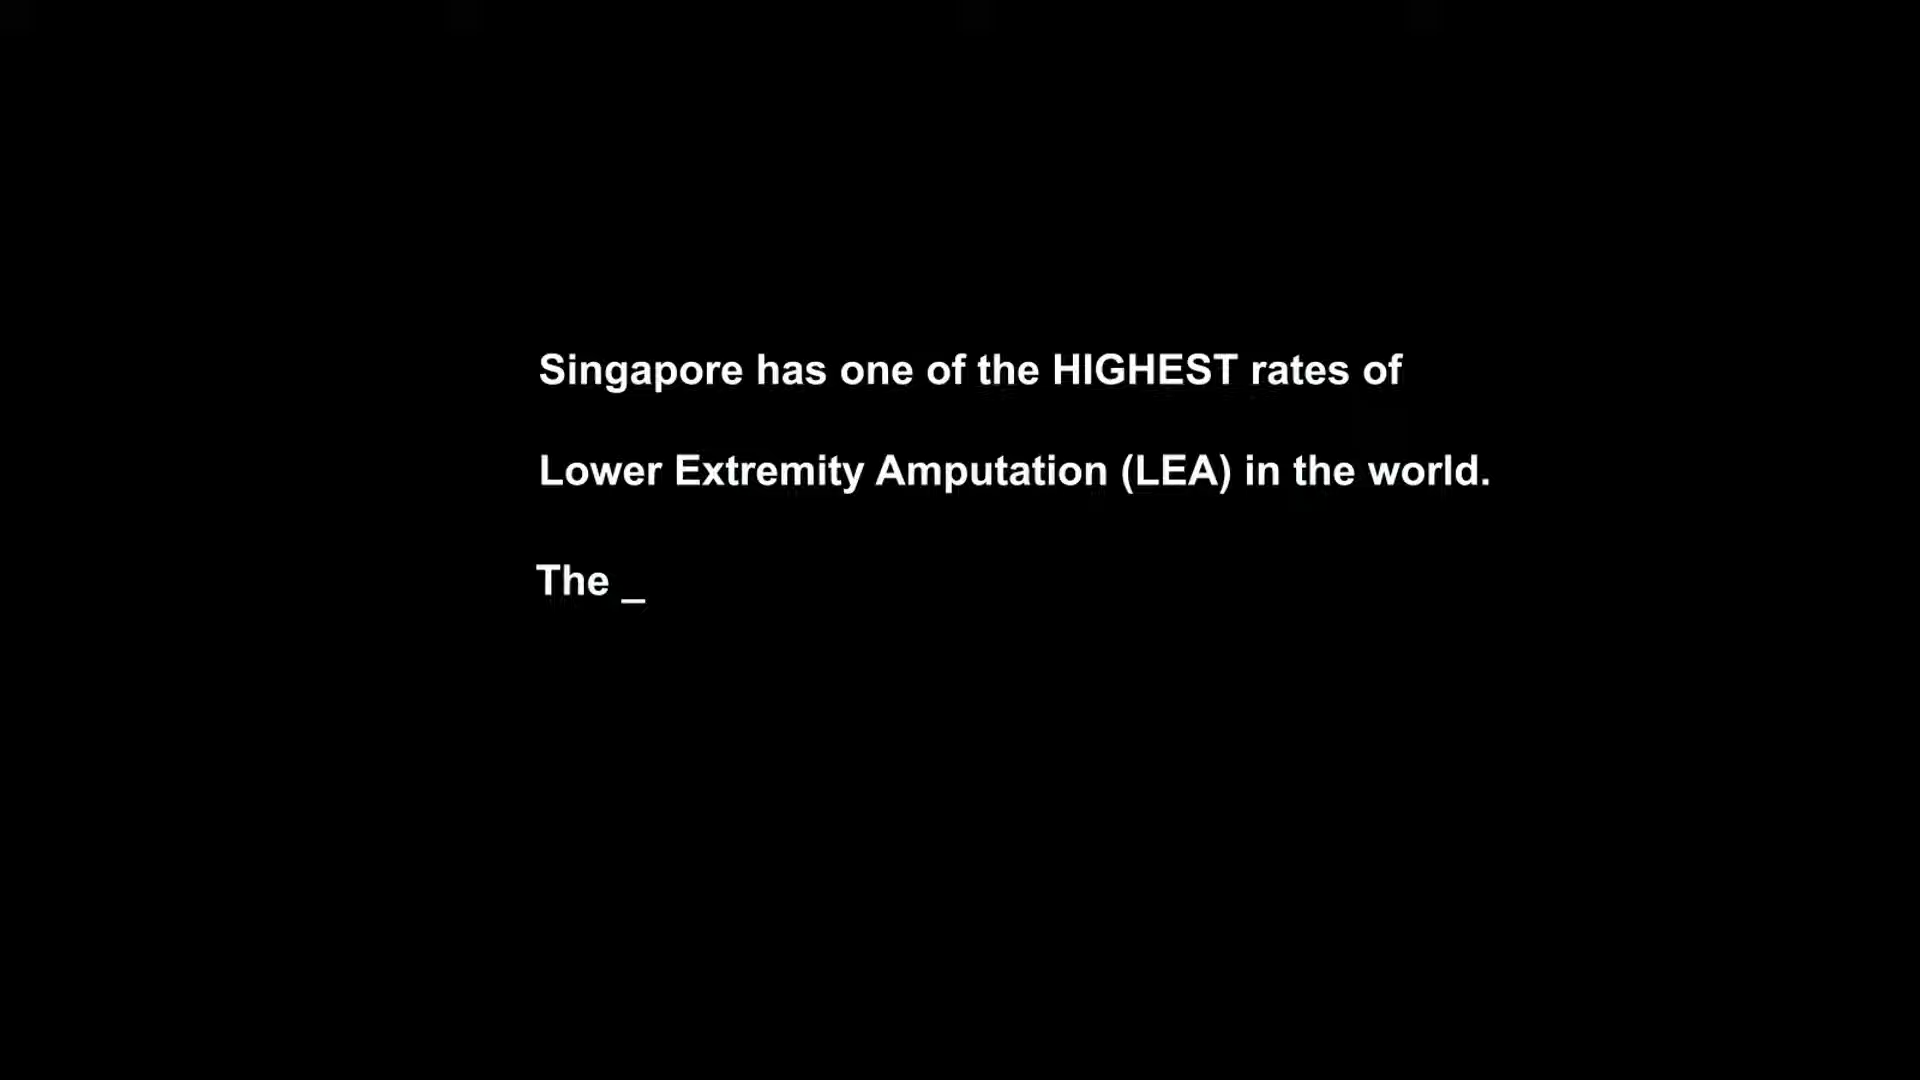 Singapore has one of the HIGHEST rates of
Lower Extremity Amputation (LEA) in the world.
The _